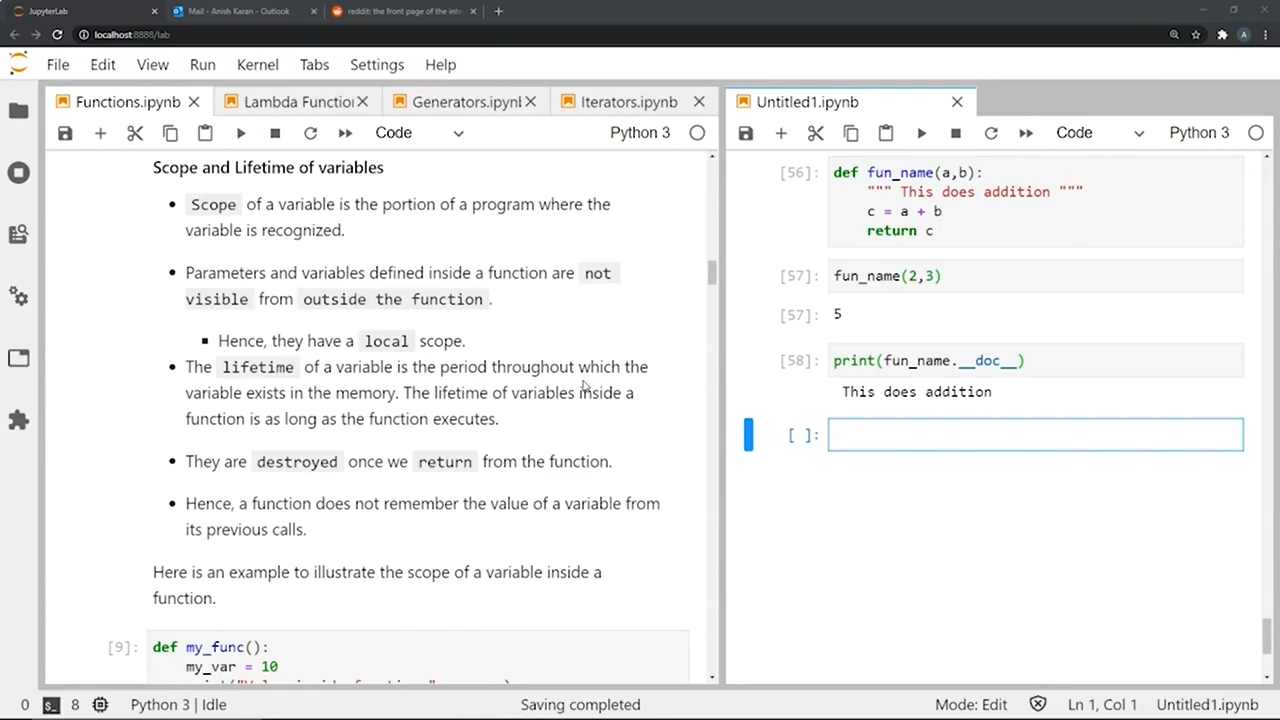 JupyterLab
Mail - Anish Karan - Outlook
reddit: the front page of the inte
localhost:8888/lab
File Edit View Run Kernel Tabs Settings Help
Functions.ipynb
Lambda Function
Generators.ipynb
Iterators.ipynb
Untitled1.ipynb
Code
Python 3
Code
Python 3
Scope and Lifetime of variables
• Scope of a variable is the portion of a program where the
variable is recognized.
• Parameters and variables defined inside a function are not
visible from outside the function .
▪ Hence, they have a local scope.
• The lifetime of a variable is the period throughout which the
variable exists in the memory. The lifetime of variables inside a
function is as long as the function executes.
• They are destroyed once we return from the function.
• Hence, a function does not remember the value of a variable from
its previous calls.
Here is an example to illustrate the scope of a variable inside a
function.
[9]: def my_func():
my_var = 10
[56]: def fun_name(a,b):
""" This does addition """
c = a + b
return c
[57]: fun_name(2,3)
[57]: 5
[58]: print(fun_name.__doc__)
This does addition
[ ]:
0 8 Python 3 | Idle Saving completed Mode: Edit Ln 1, Col 1 Untitled1.ipynb